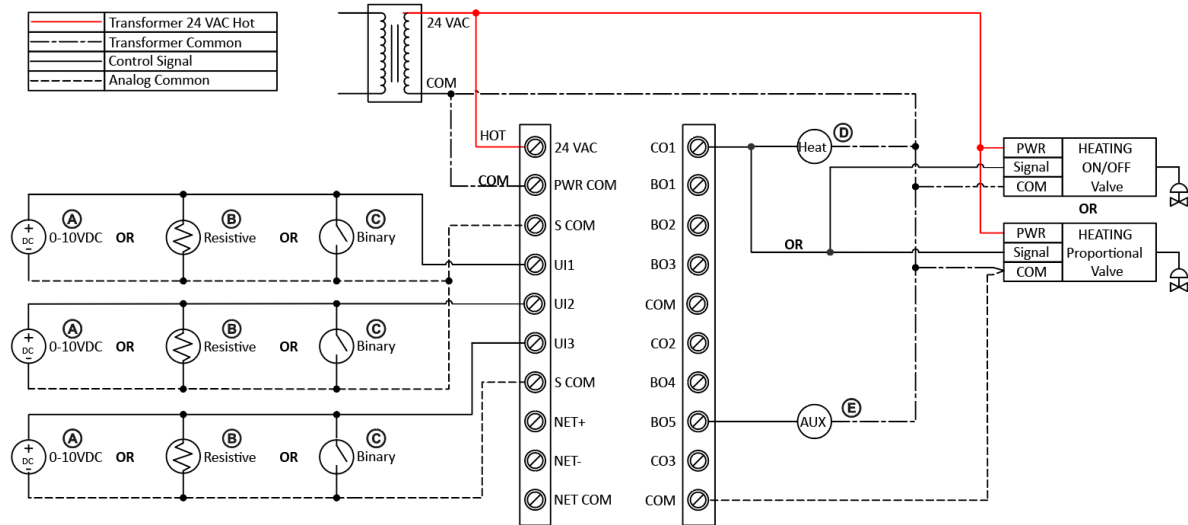 Transformer 24 VAC Hot
Transformer Common
Control Signal
Analog Common
24 VAC
COM
HOT
COM
24 VAC
PWR COM
S COM
UI1
UI2
UI3
S COM
NET+
NET-
NET COM
CO1
BO1
BO2
BO3
COM
CO2
BO4
BO5
CO3
COM
Heat
D
AUX
E
OR
PWR
Signal
COM
HEATING
ON/OFF
Valve
OR
PWR
Signal
COM
HEATING
Proportional
Valve
+ DC - A 0-10VDC OR B Resistive OR C Binary
+ DC - A 0-10VDC OR B Resistive OR C Binary
+ DC - A 0-10VDC OR B Resistive OR C Binary